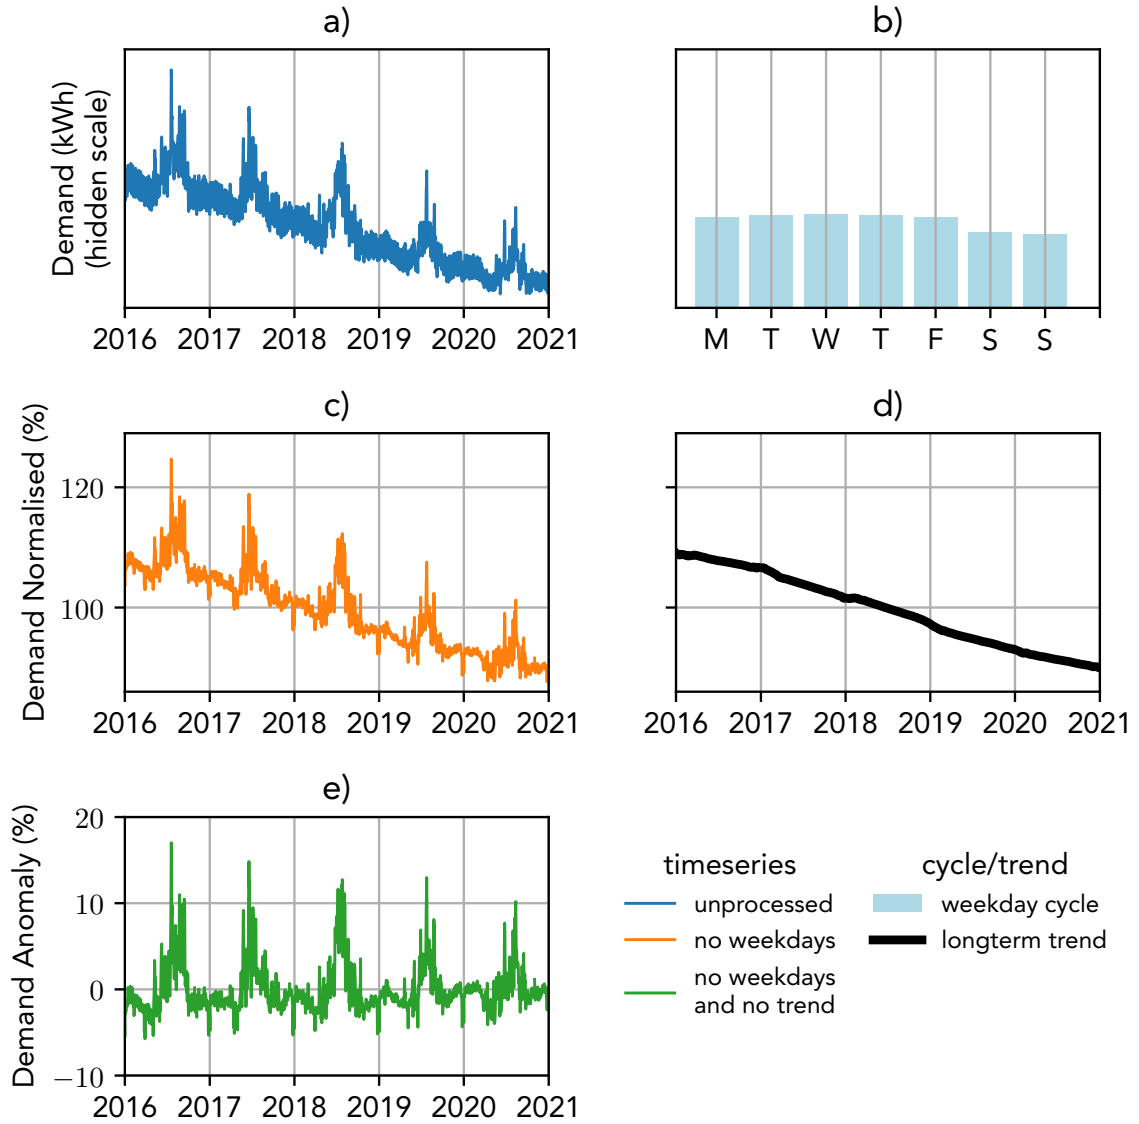 a)
Demand (kWh)
(hidden scale)
2016 2017 2018 2019 2020 2021
b)
M T W T F S S
c)
Demand Normalised (%)
120
100
2016 2017 2018 2019 2020 2021
d)
2016 2017 2018 2019 2020 2021
e)
Demand Anomaly (%)
20
10
0
−10
2016 2017 2018 2019 2020 2021
timeseries
unprocessed
no weekdays
no weekdays
and no trend
cycle/trend
weekday cycle
longterm trend